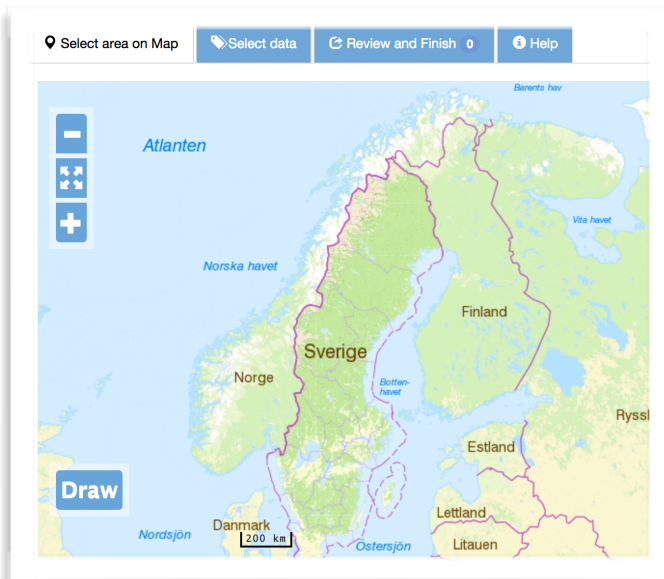 Select area on Map
Select data
Review and Finish 0
Help
Barents hav
Atlanten
Vita havet
Norska havet
Finland
Sverige
Norge
Botten-
havet
Ryssl
Estland
Draw
Lettland
Danmark
Nordsjön
200 km
Östersjön
Litauen